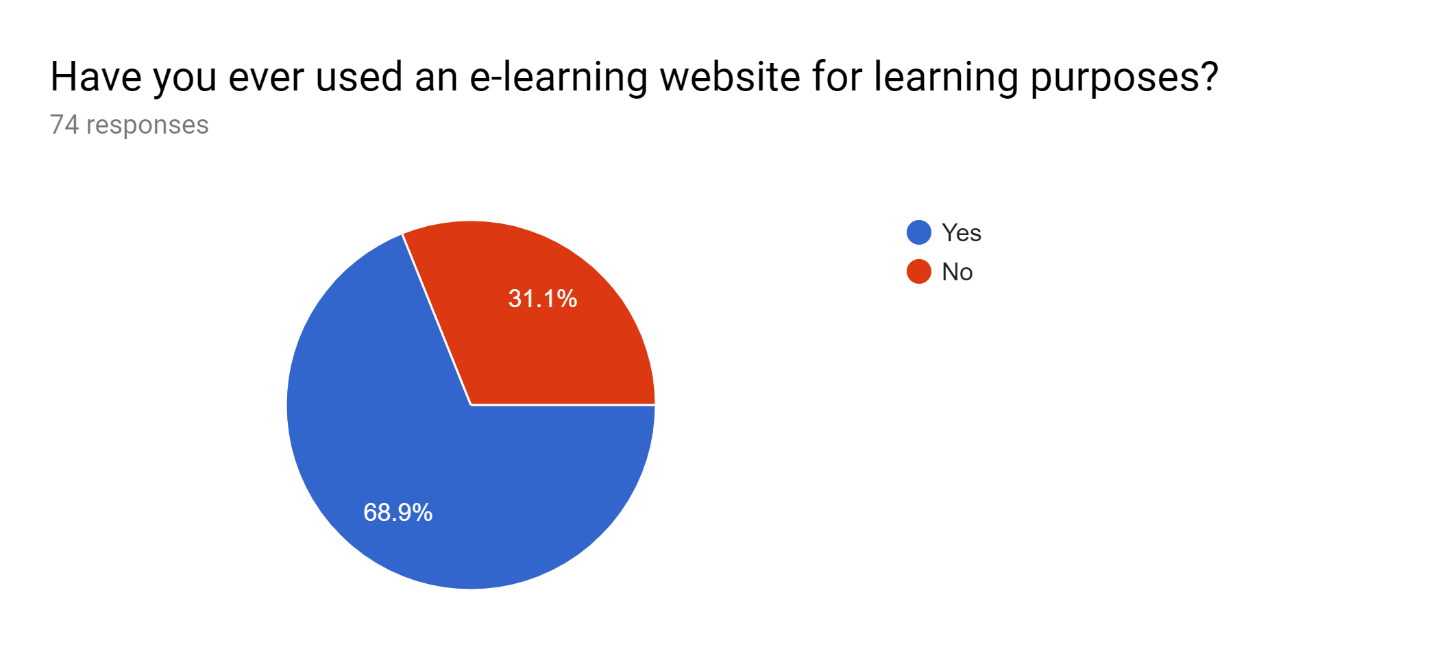 Have you ever used an e-learning website for learning purposes?
74 responses
Yes
No
31.1%
68.9%